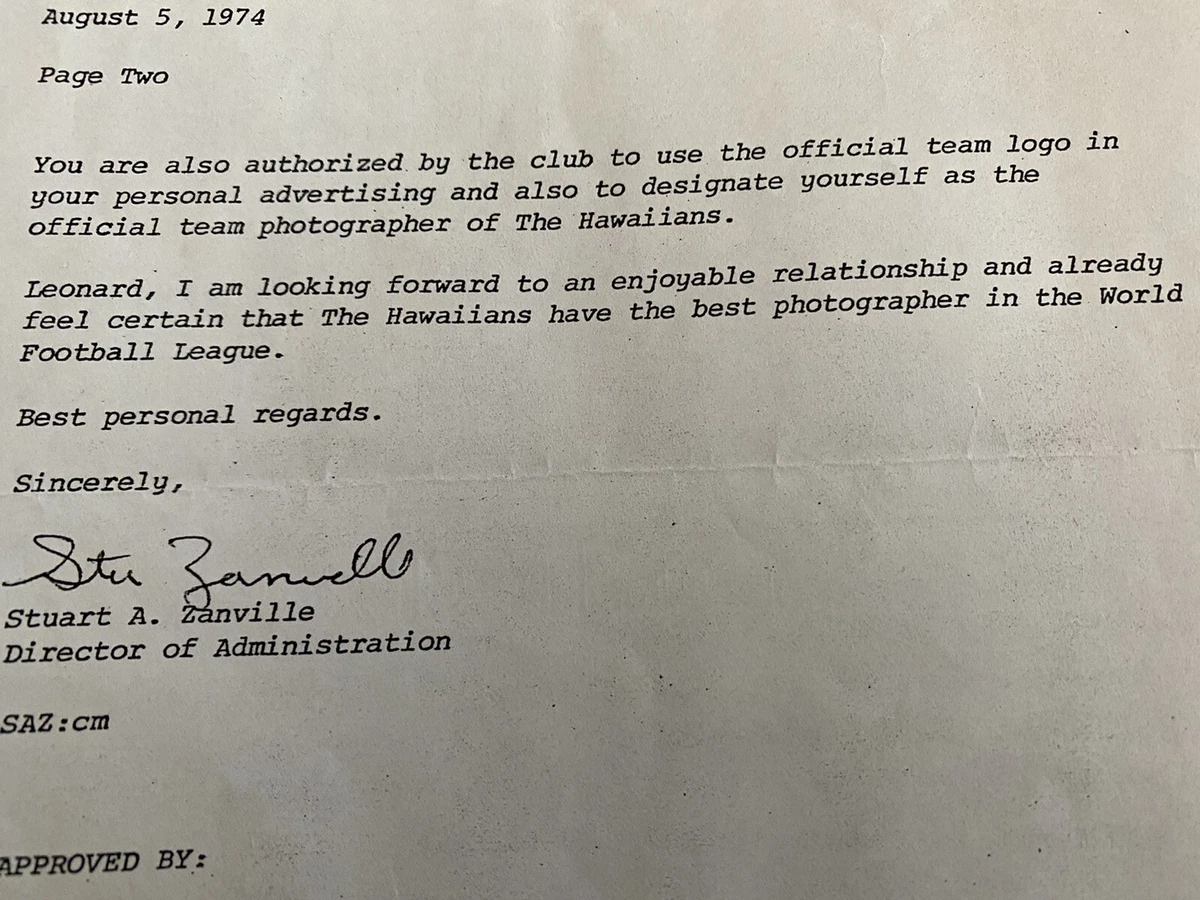 August 5, 1974
Page Two
You are also authorized by the club to use the official team logo in
your personal advertising and also to designate yourself as the
official team photographer of The Hawaiians.
Leonard, I am looking forward to an enjoyable relationship and already
feel certain that The Hawaiians have the best photographer in the World
Football League.
Best personal regards.
Sincerely,
Stu Zanville
Stuart A. Zanville
Director of Administration
SAZ:cm
APPROVED BY: